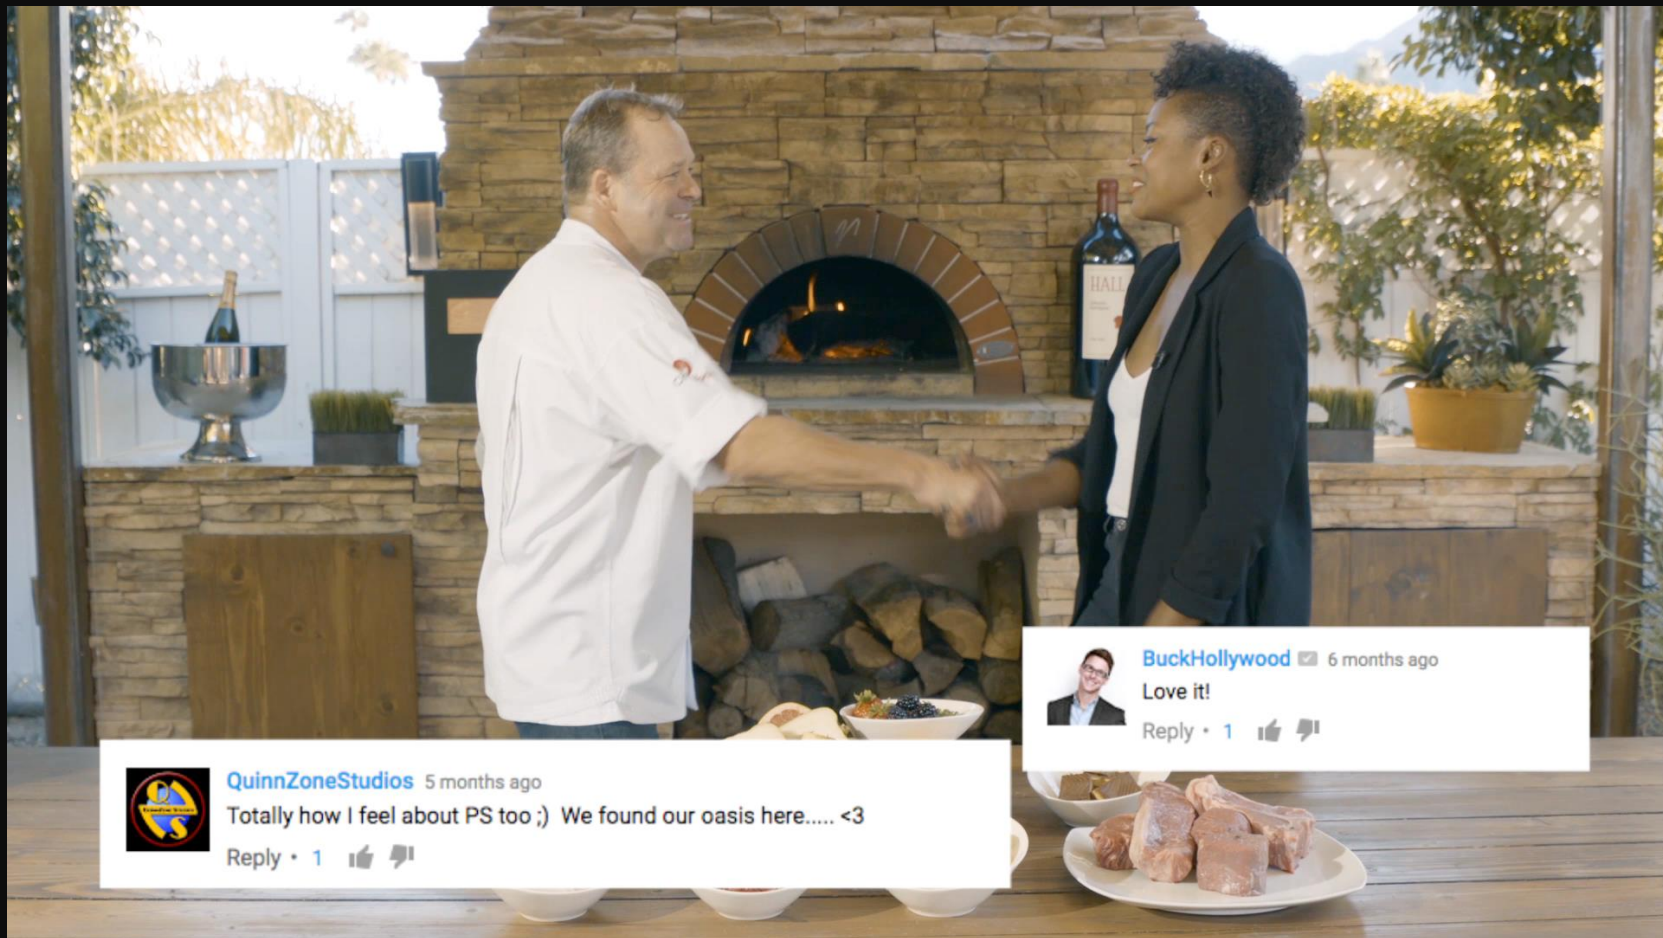 HALL
BuckHollywood 6 months ago
Love it!
Reply • 1
QuinnZoneStudios 5 months ago
Totally how I feel about PS too ;)  We found our oasis here..... <3
Reply • 1